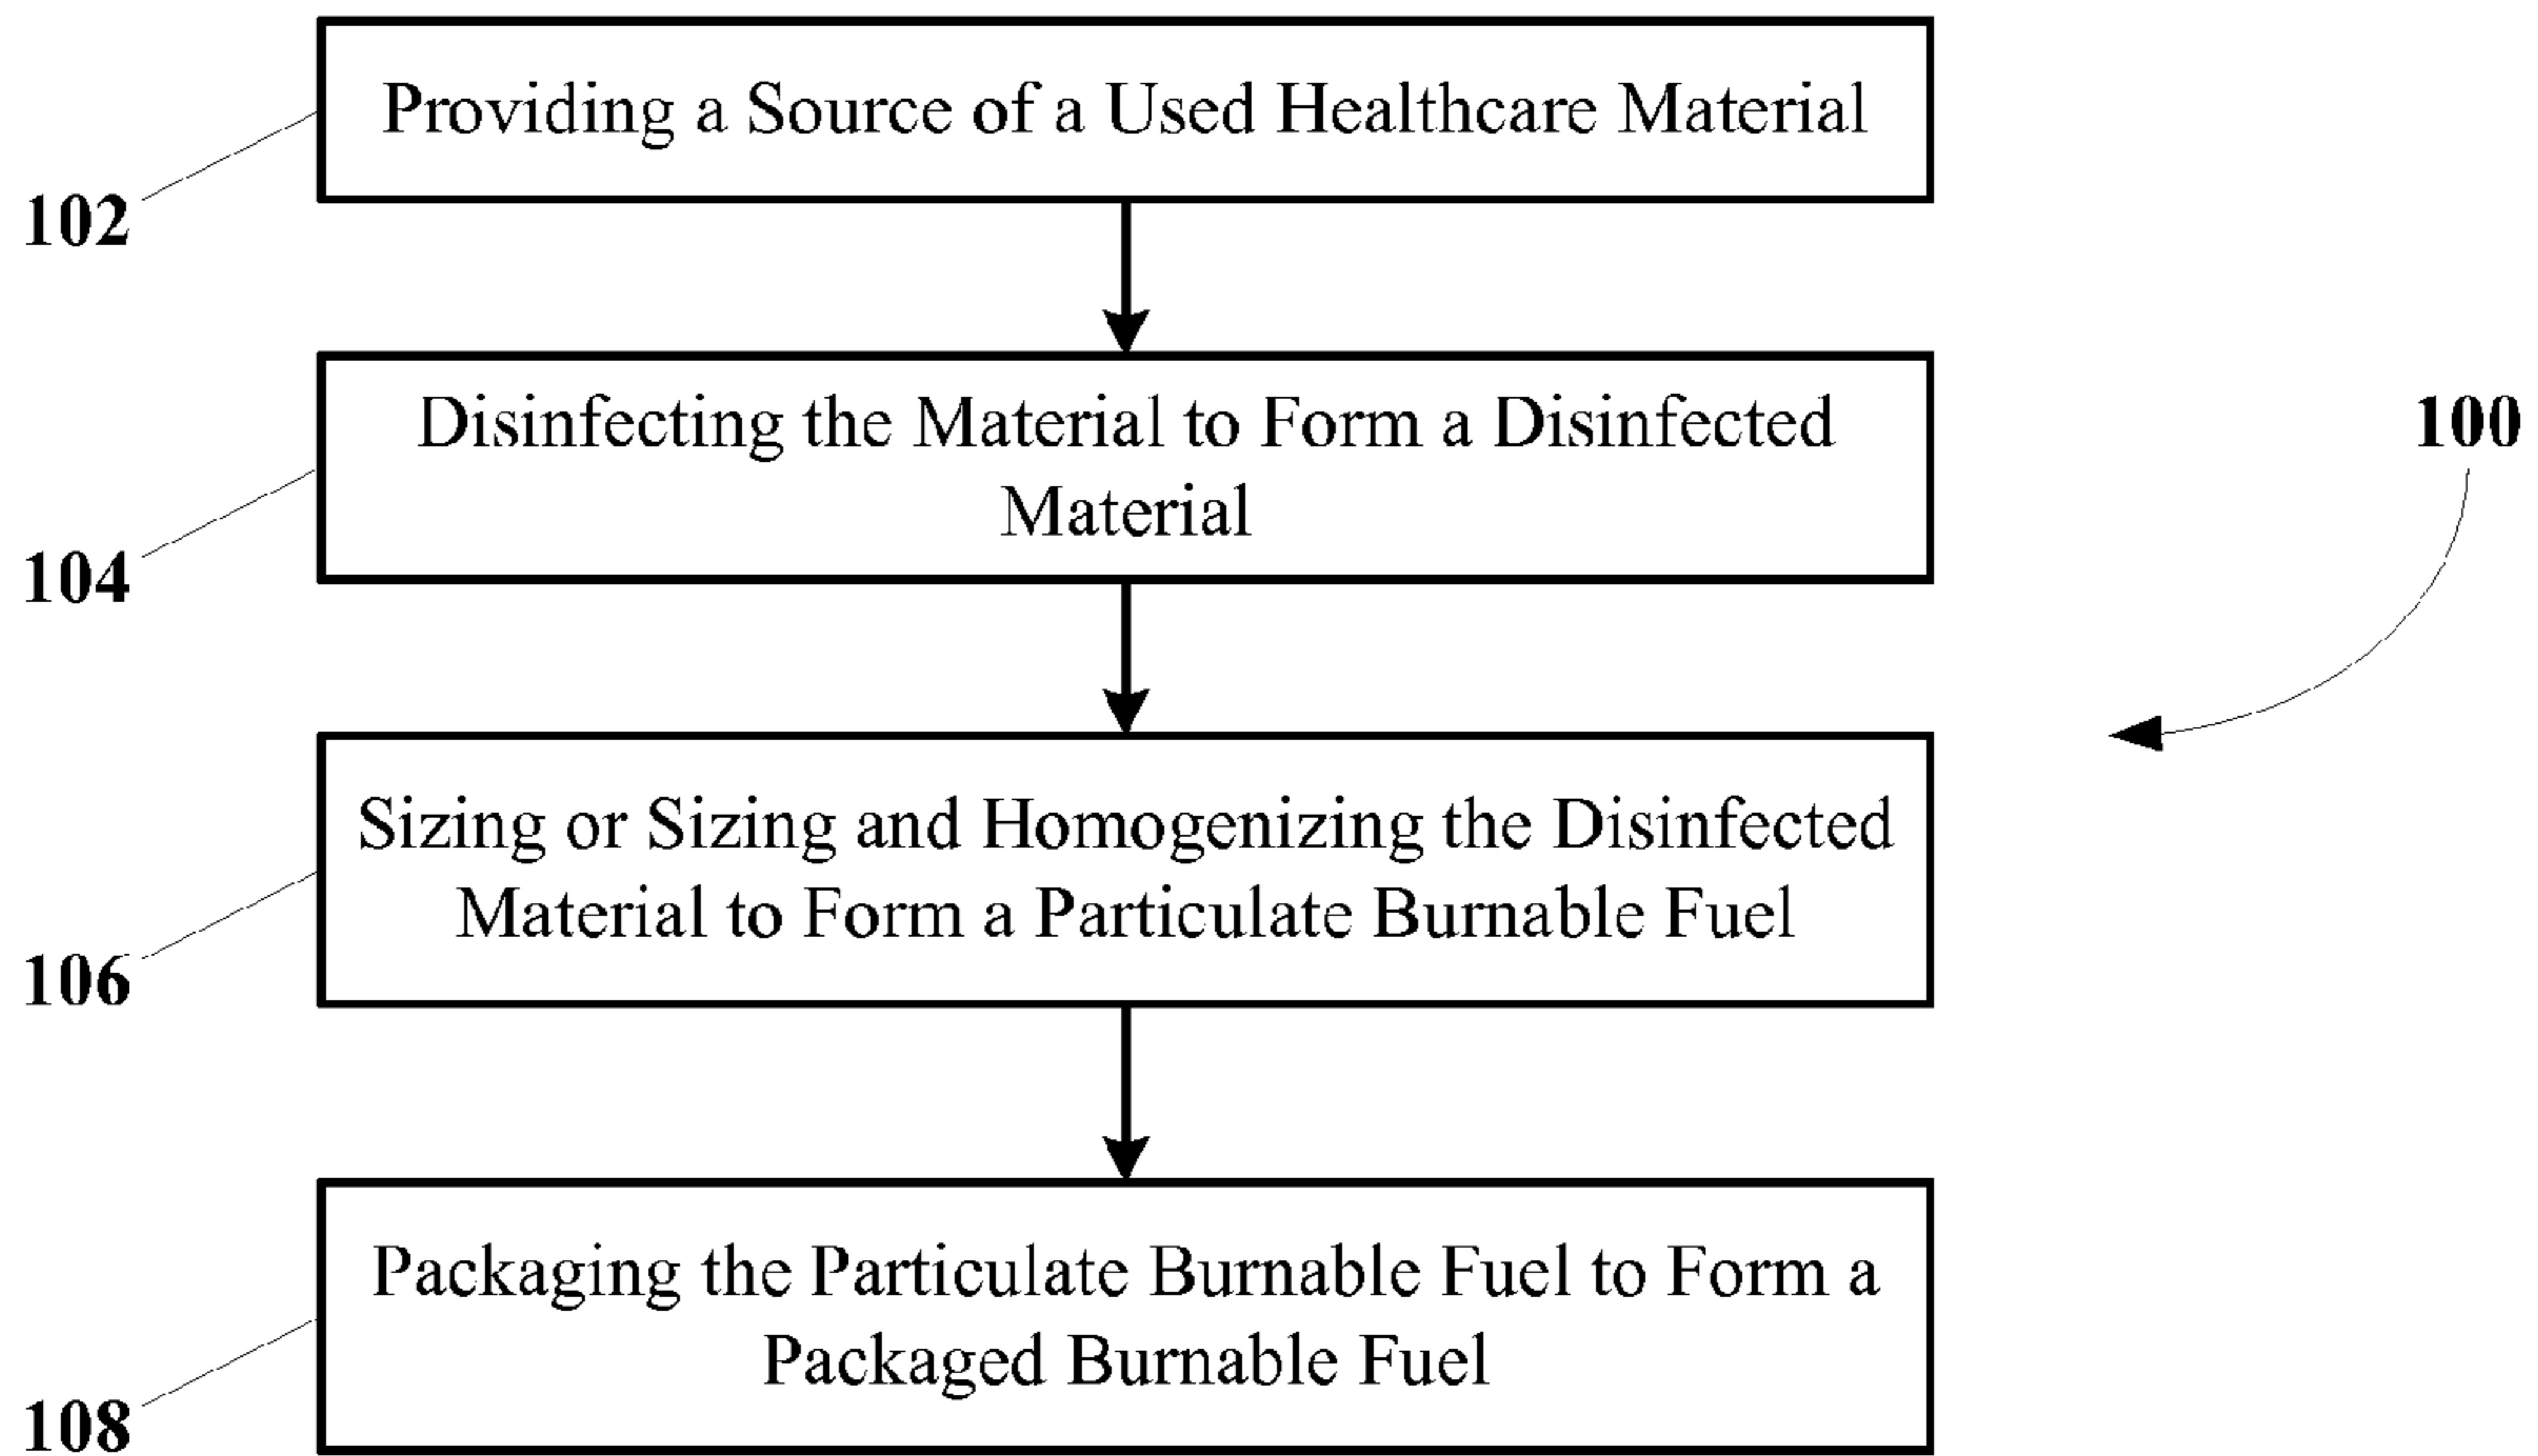 Providing a Source of a Used Healthcare Material
102
Disinfecting the Material to Form a Disinfected
Material
100
104
Sizing or Sizing and Homogenizing the Disinfected
Material to Form a Particulate Burnable Fuel
106
Packaging the Particulate Burnable Fuel to Form a
Packaged Burnable Fuel
108